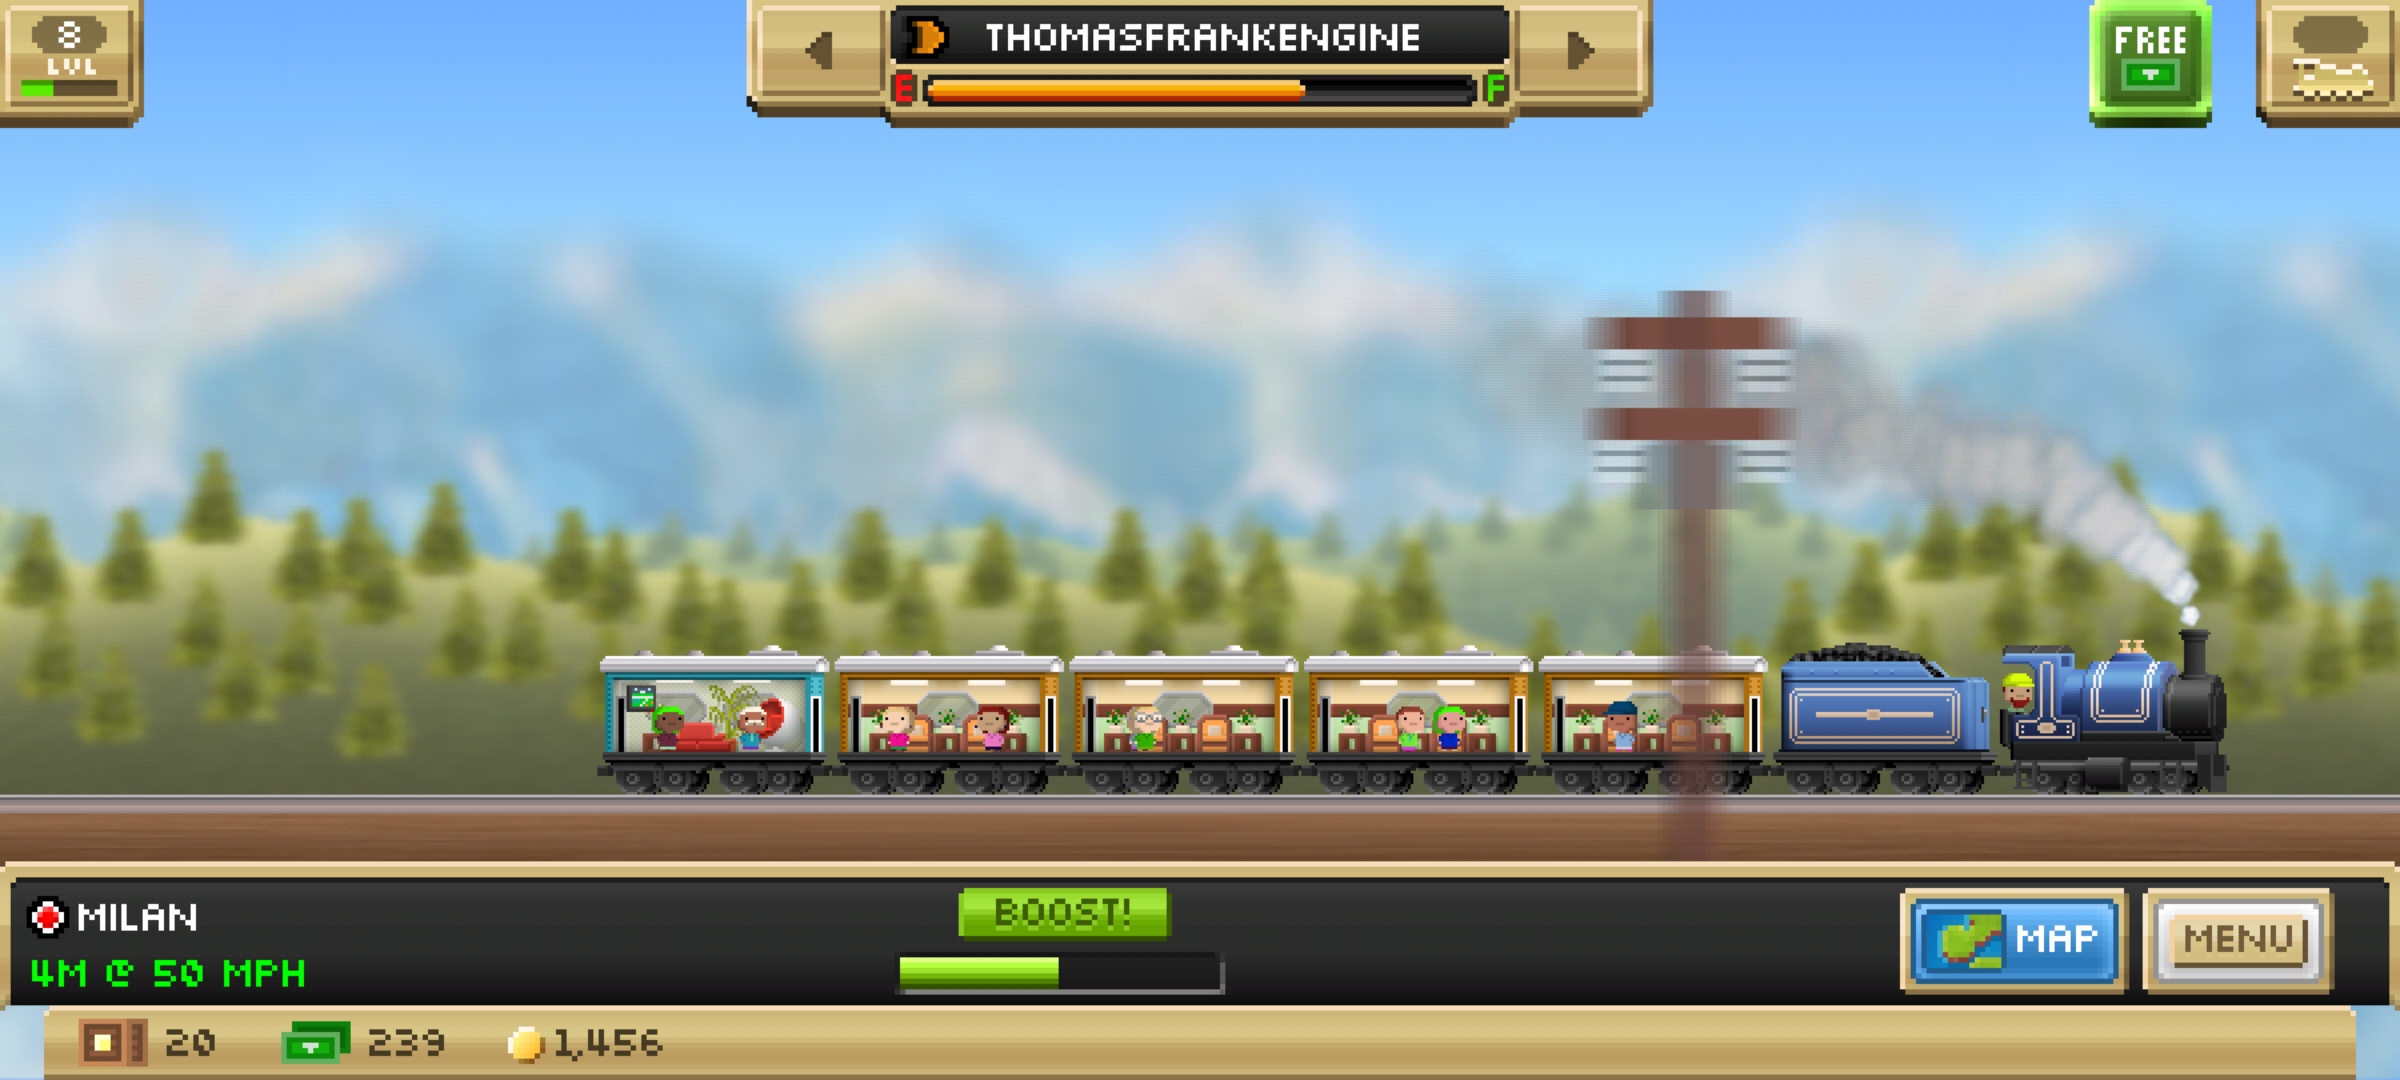 8
LVL
THOMASFRANKENGINE
E F
FREE
MILAN
4M @ 50 MPH
BOOST!
MAP
MENU
20 239 1,456